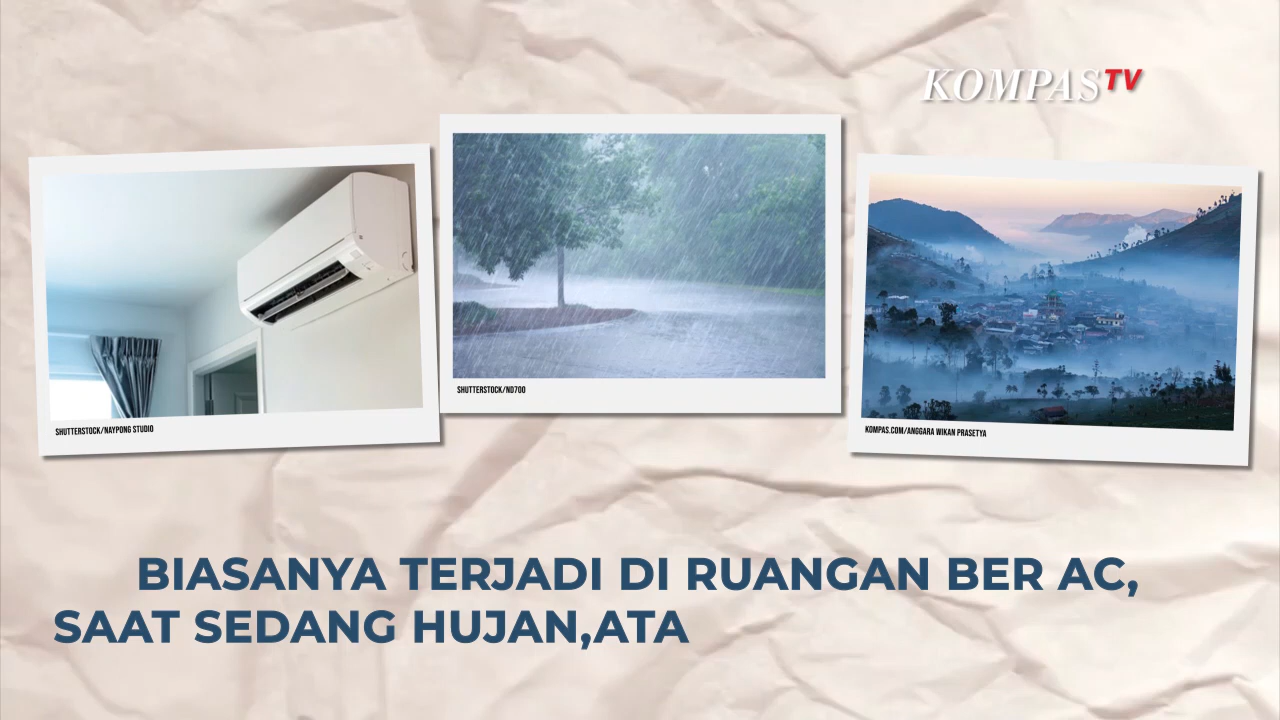 KOMPASTV
SHUTTERSTOCK/NAYPONG STUDIO
SHUTTERSTOCK/ND700
KOMPAS.COM/ANGGARA WIKAN PRASETYA
BIASANYA TERJADI DI RUANGAN BER AC,
SAAT SEDANG HUJAN,ATA